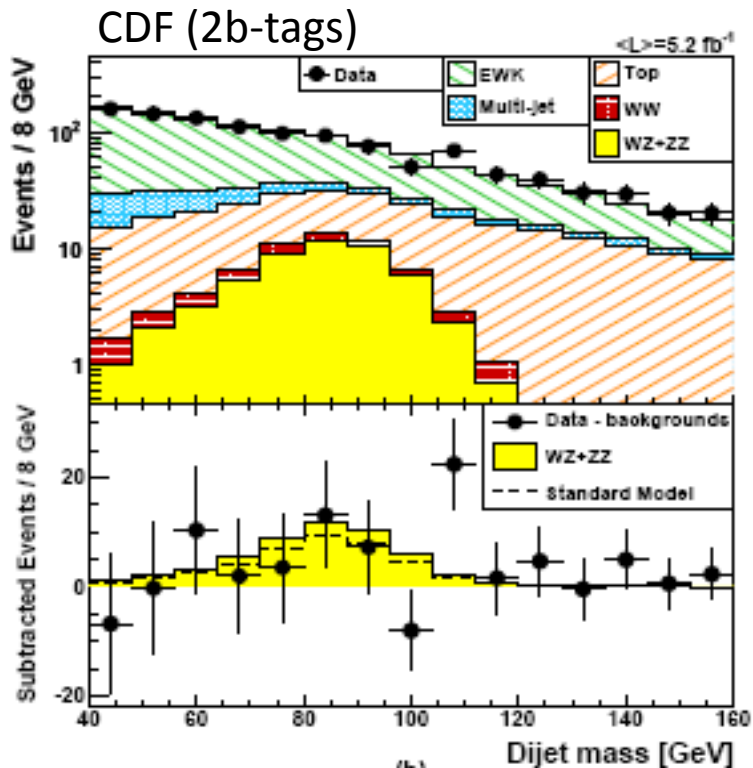 CDF (2b-tags)
<L>=5.2 fb⁻¹
Data
EWK
Multi-jet
Top
WW
WZ+ZZ
Events / 8 GeV
10²
10
1
Data - backgrounds
WZ+ZZ
Standard Model
Subtracted Events / 8 GeV
20
0
-20
40 60 80 100 120 140 160
Dijet mass [GeV]